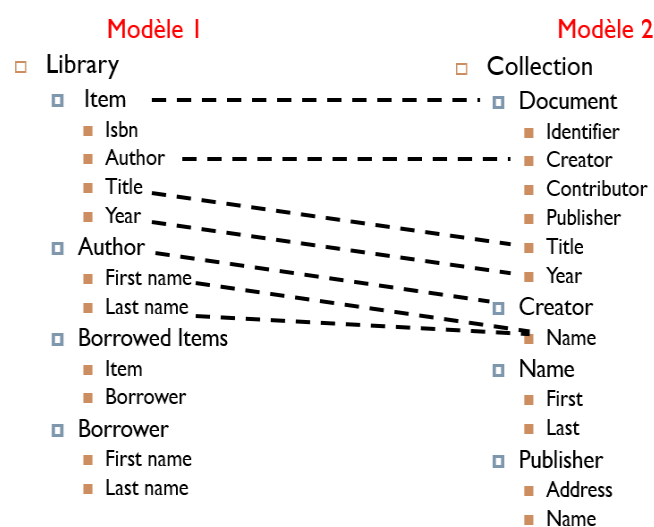 Modèle 1
Library
Item
Isbn
Author
Title
Year
Author
First name
Last name
Borrowed Items
Item
Borrower
Borrower
First name
Last name
Modèle 2
Collection
Document
Identifier
Creator
Contributor
Publisher
Title
Year
Creator
Name
Name
First
Last
Publisher
Address
Name